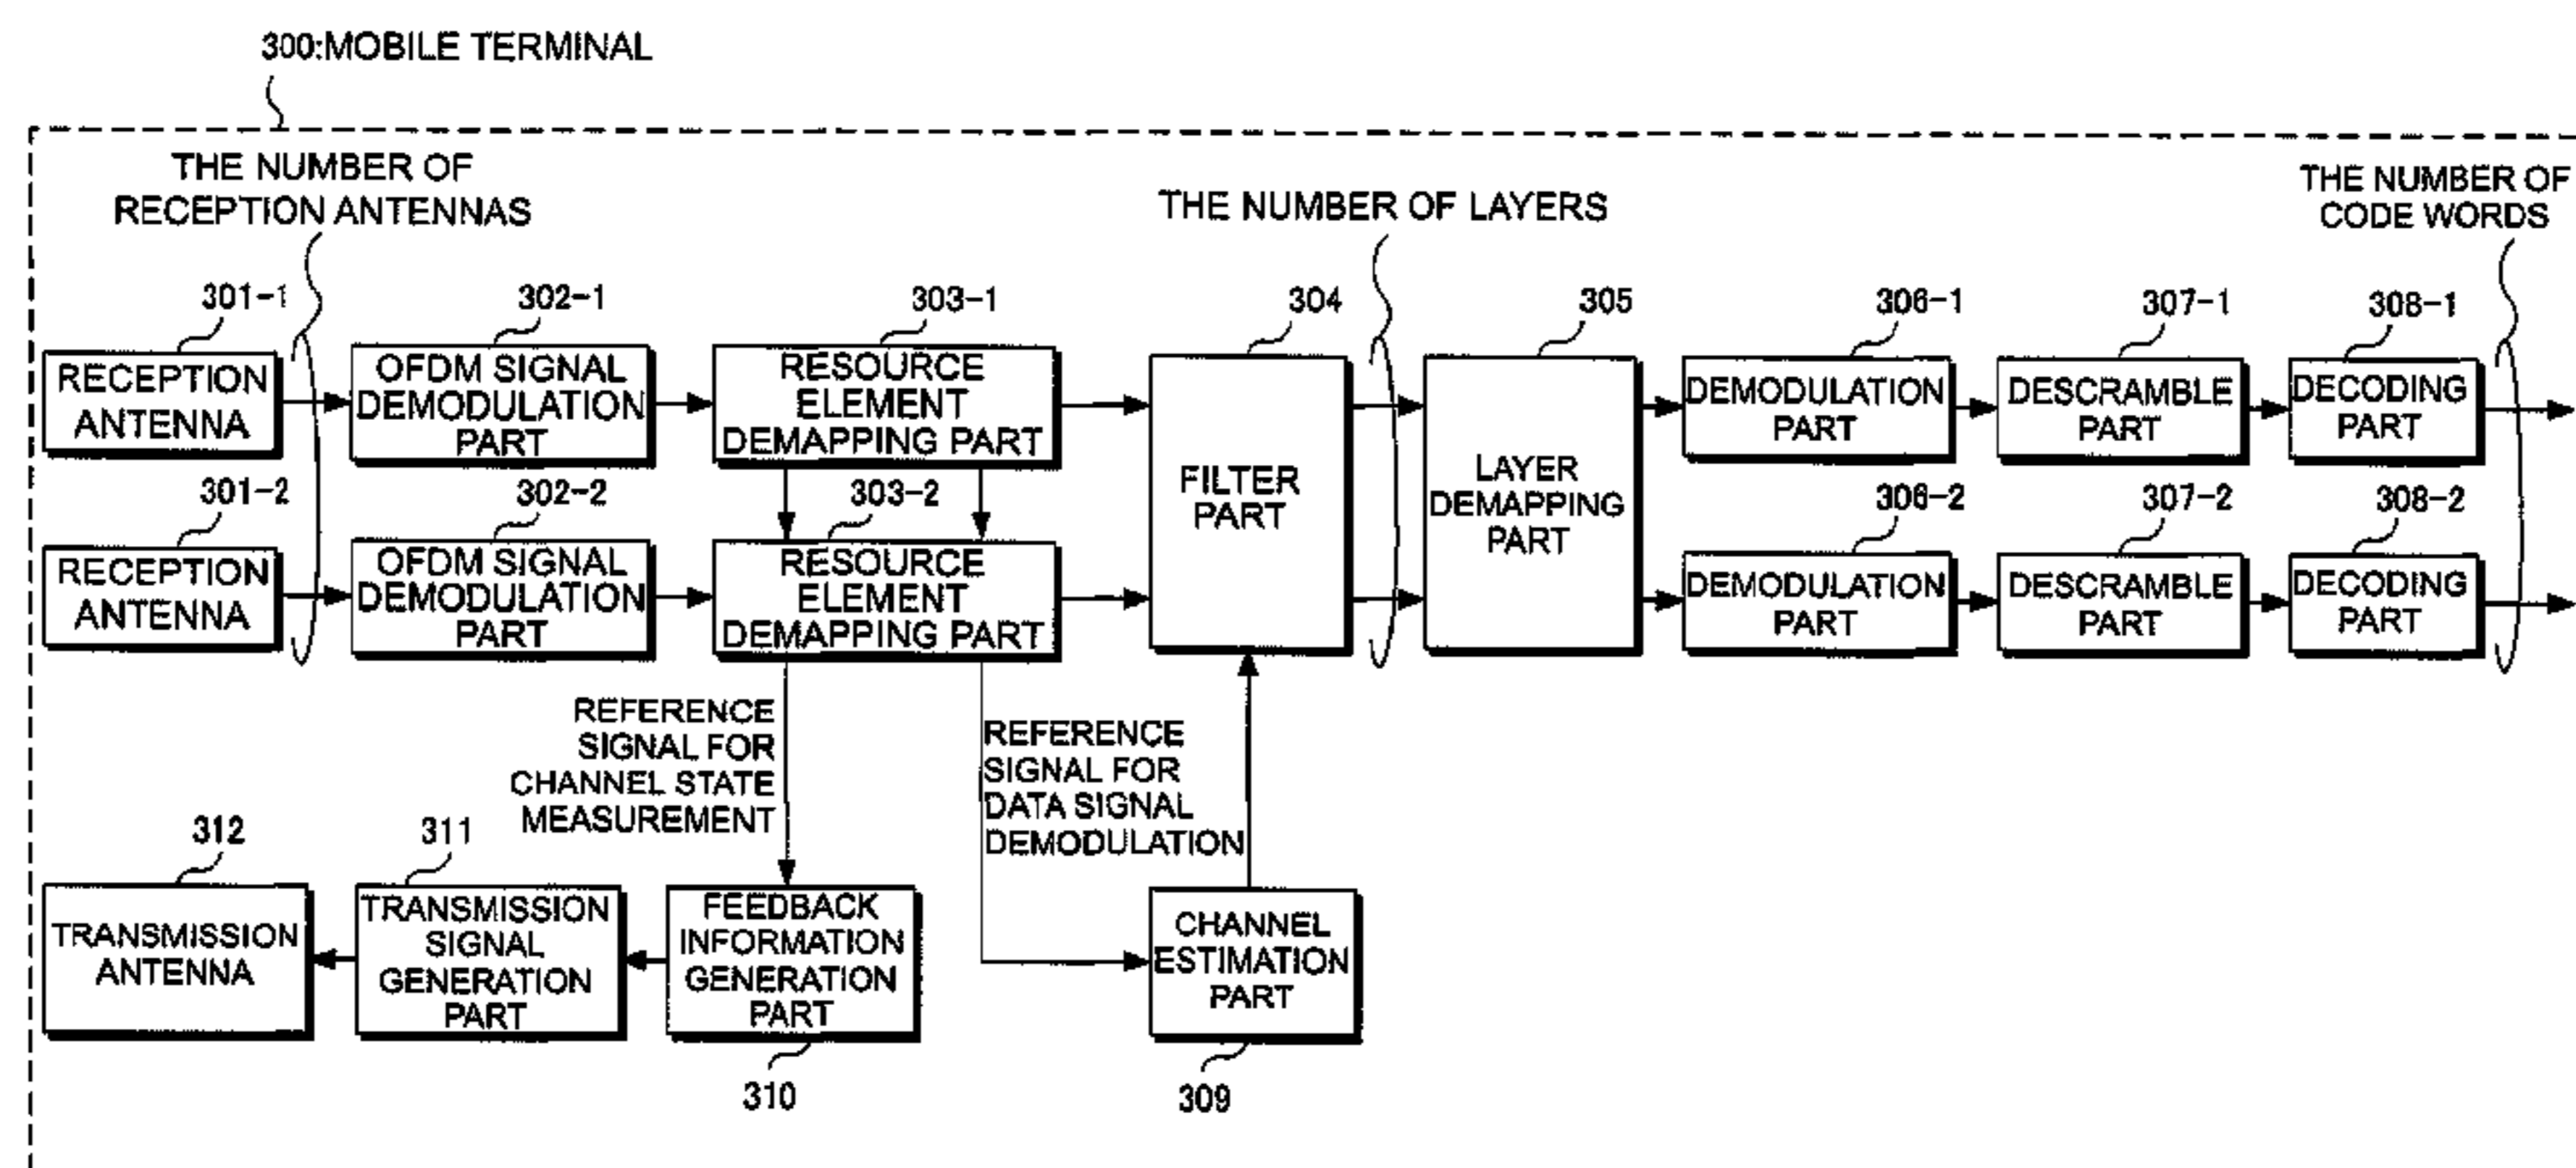 300:MOBILE TERMINAL
THE NUMBER OF
RECEPTION ANTENNAS
THE NUMBER OF LAYERS
THE NUMBER OF
CODE WORDS
301-1
302-1
303-1
304
305
306-1
307-1
308-1
RECEPTION
ANTENNA
OFDM SIGNAL
DEMODULATION
PART
RESOURCE
ELEMENT
DEMAPPING PART
FILTER
PART
LAYER
DEMAPPING
PART
DEMODULATION
PART
DESCRAMBLE
PART
DECODING
PART
301-2
302-2
303-2
306-2
307-2
308-2
RECEPTION
ANTENNA
OFDM SIGNAL
DEMODULATION
PART
RESOURCE
ELEMENT
DEMAPPING PART
DEMODULATION
PART
DESCRAMBLE
PART
DECODING
PART
REFERENCE
SIGNAL FOR
CHANNEL STATE
MEASUREMENT
REFERENCE
SIGNAL FOR
DATA SIGNAL
DEMODULATION
312
311
TRANSMISSION
ANTENNA
TRANSMISSION
SIGNAL
GENERATION
PART
FEEDBACK
INFORMATION
GENERATION
PART
CHANNEL
ESTIMATION
PART
310
309